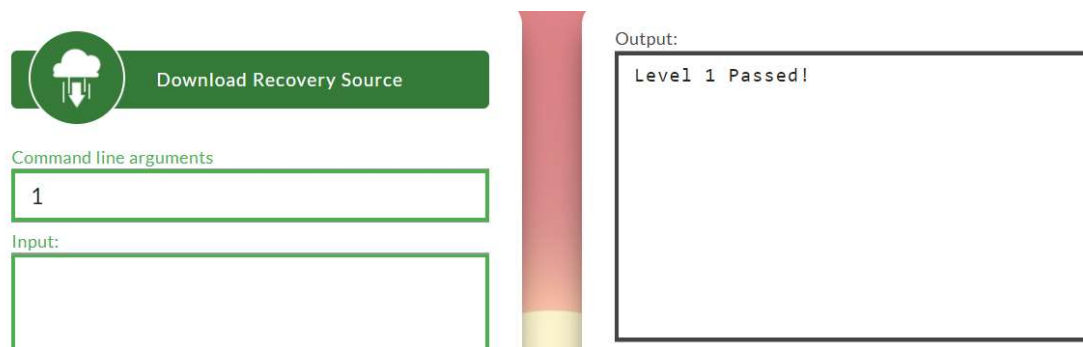 Download Recovery Source
Command line arguments
1
Input:
Output:
Level 1 Passed!